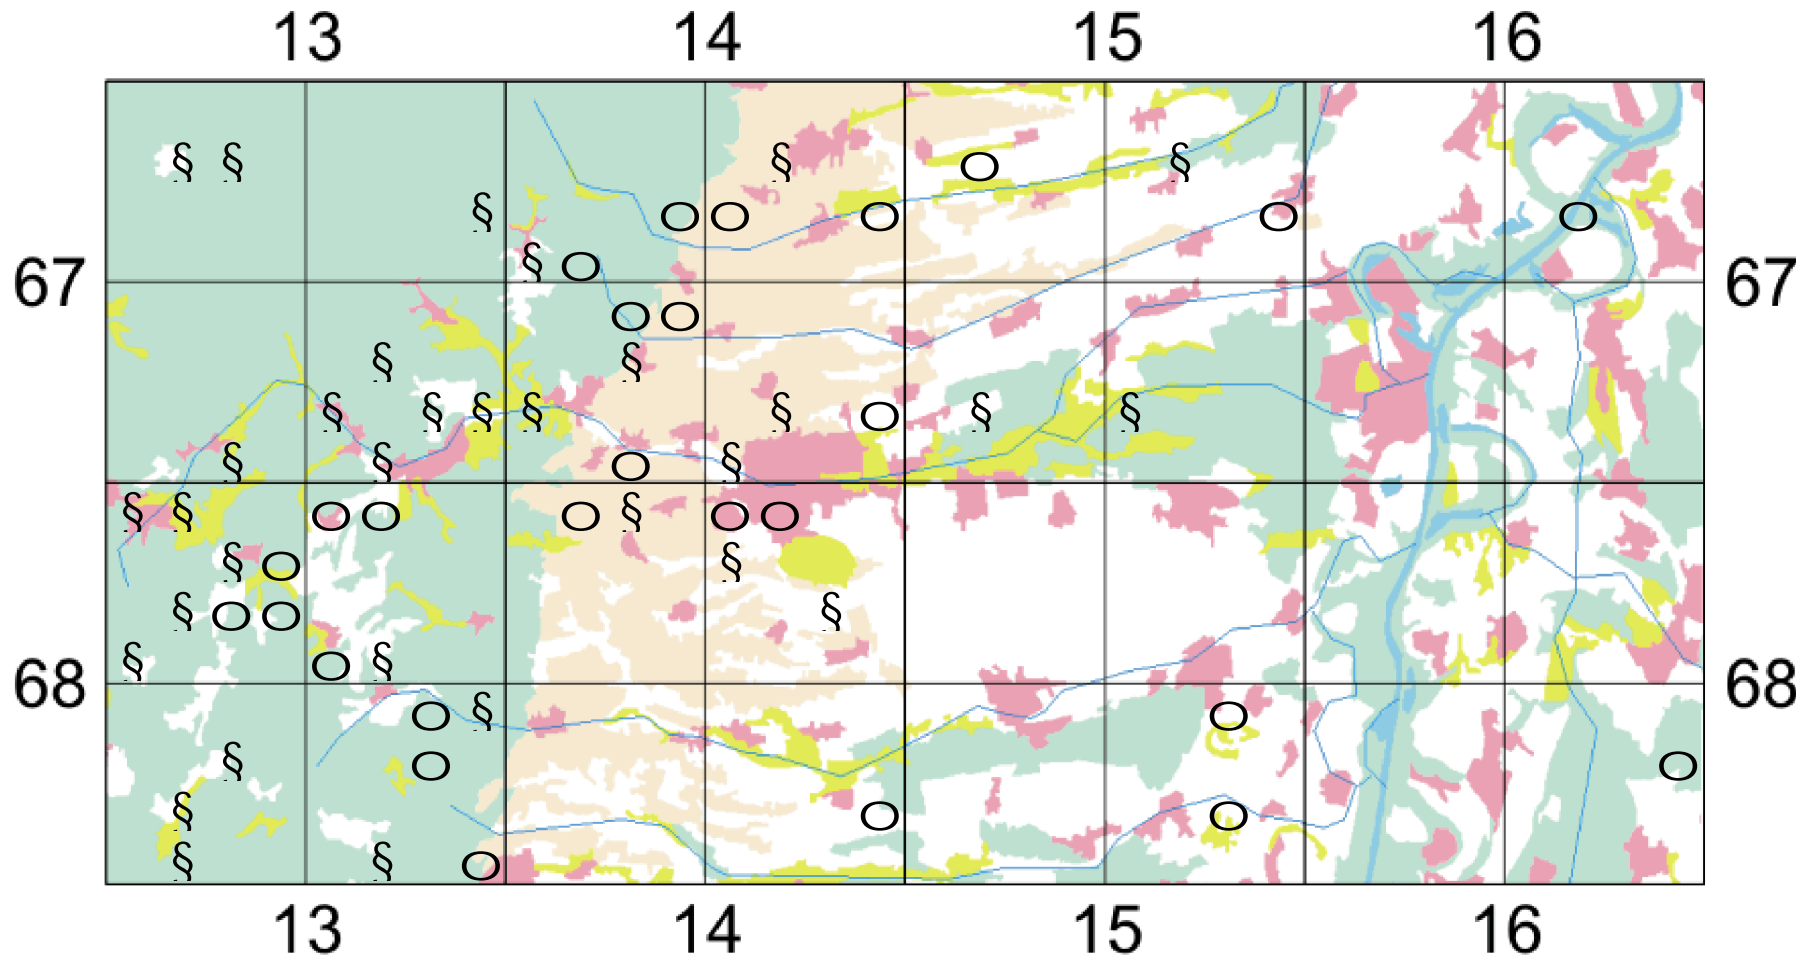 13 14 15 16
§ § § § O
§ O O O O O
§ O
67 67
O O
§ §
§ § § § § O § §
§ § O §
§ § O O O § O O
§ O §
§ O O §
O §
68 68
O § O
§ O O
§ O O
§ § O
13 14 15 16